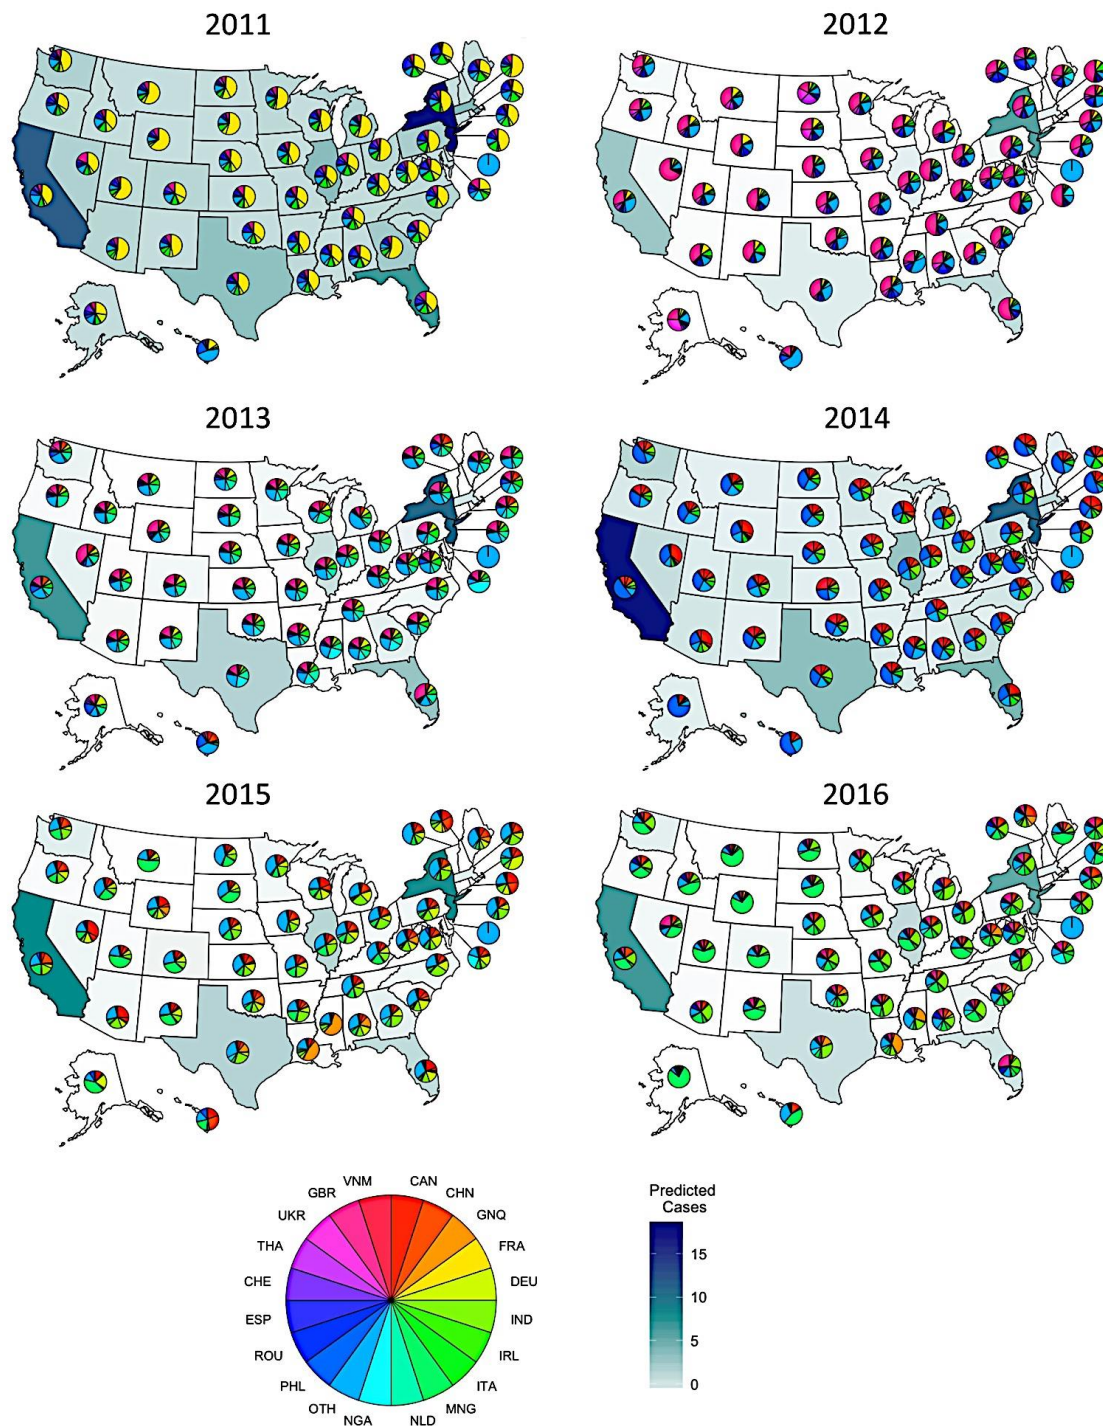 2011
2012
2013
2014
2015
2016
VNM
CAN
GBR
CHN
UKR
GNQ
THA
FRA
CHE
DEU
ESP
IND
ROU
IRL
PHL
ITA
OTH
MNG
NGA
NLD
Predicted
Cases
15
10
5
0